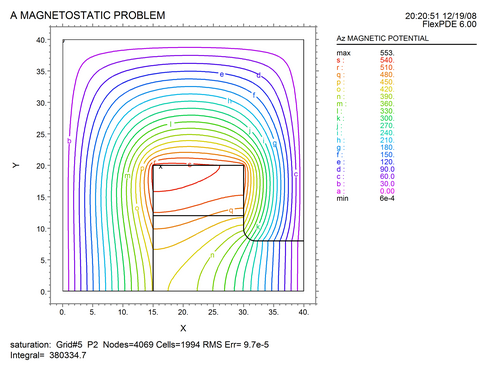 A MAGNETOSTATIC PROBLEM
20:20:51 12/19/08
FlexPDE 6.00
Az MAGNETIC POTENTIAL
max 553.
s : 540.
r : 510.
q : 480.
p : 450.
o : 420.
n : 390.
m : 360.
l : 330.
k : 300.
j : 270.
i : 240.
h : 210.
g : 180.
f : 150.
e : 120.
d : 90.0
c : 60.0
b : 30.0
a : 0.00
min 6e-4
40.
35.
30.
25.
20.
15.
10.
5.
0.
Y
0. 5. 10. 15. 20. 25. 30. 35. 40.
X
saturation: Grid#5 P2 Nodes=4069 Cells=1994 RMS Err= 9.7e-5
Integral= 380334.7